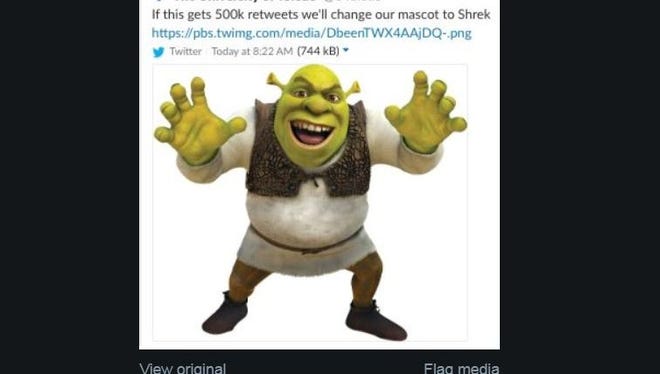 If this gets 500k retweets we'll change our mascot to Shrek
https://pbs.twimg.com/media/DbeenTWX4AAjDQ-.png
Twitter Today at 8:22 AM (744 kB)
View original Flag media